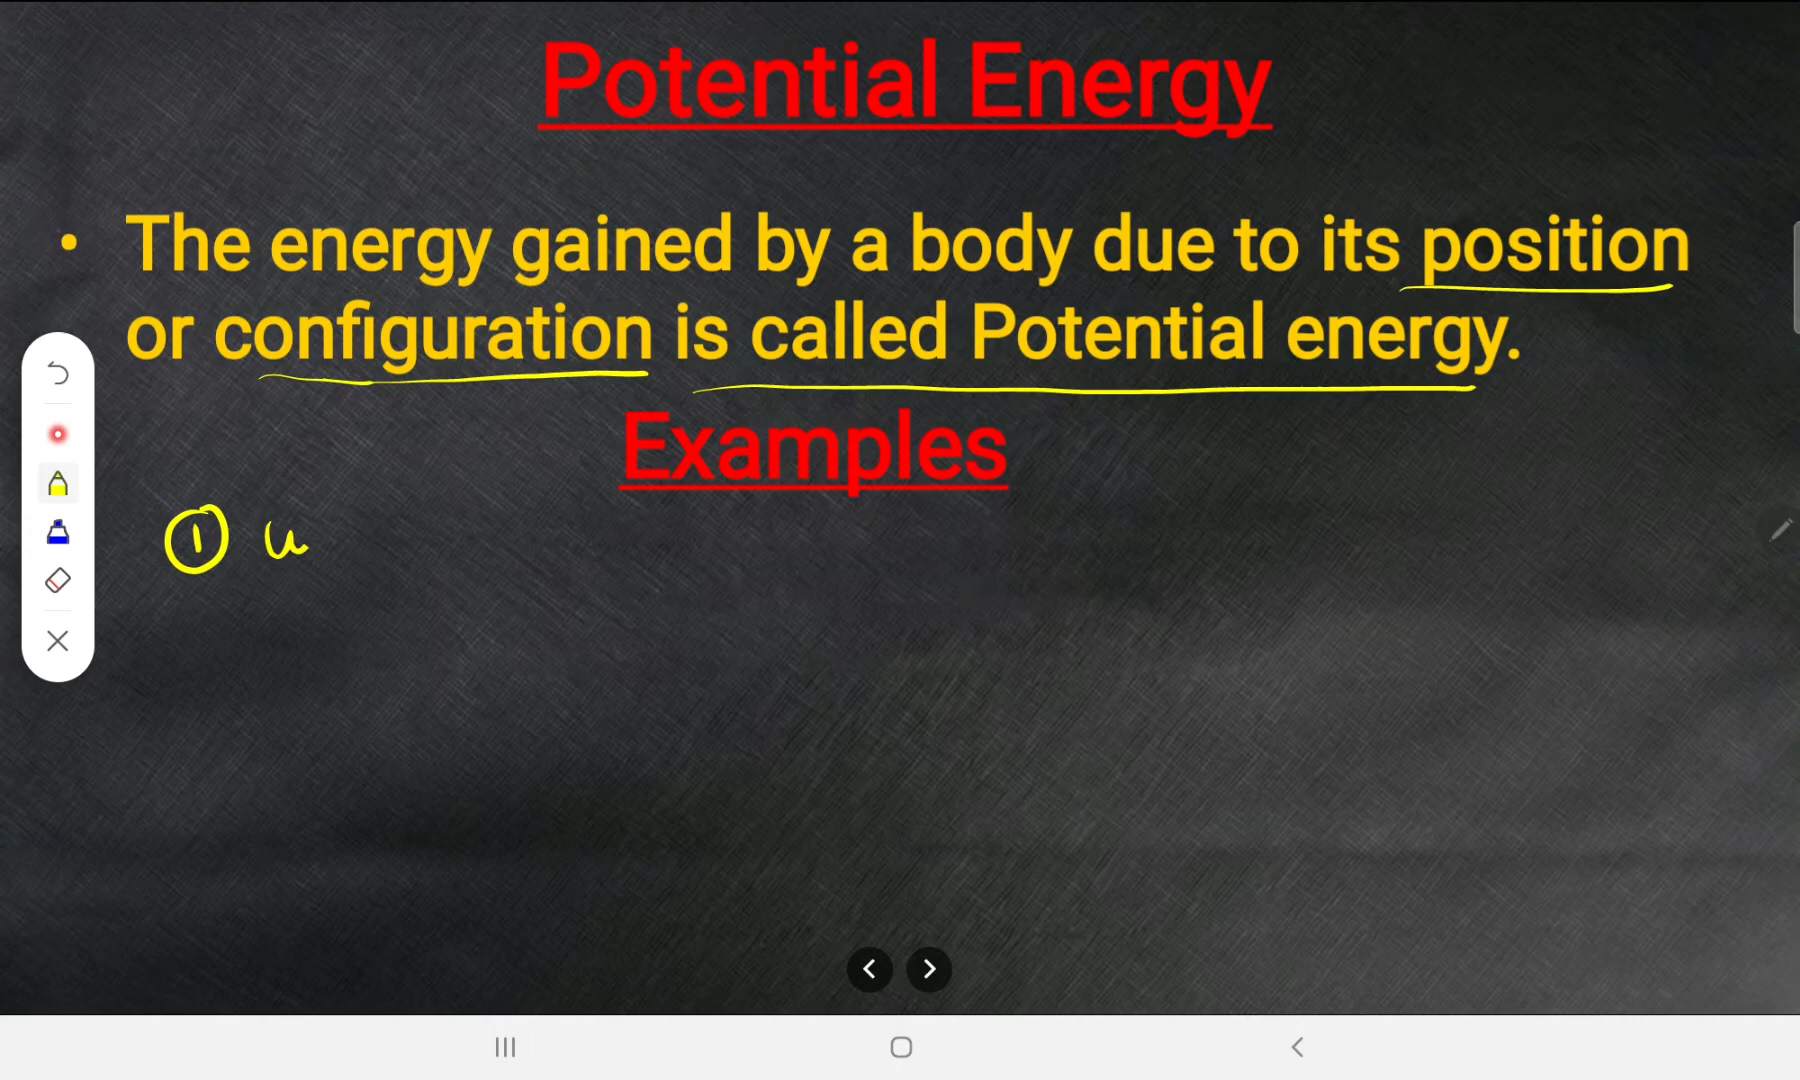 Potential Energy
• The energy gained by a body due to its position
or configuration is called Potential energy.
Examples
① u